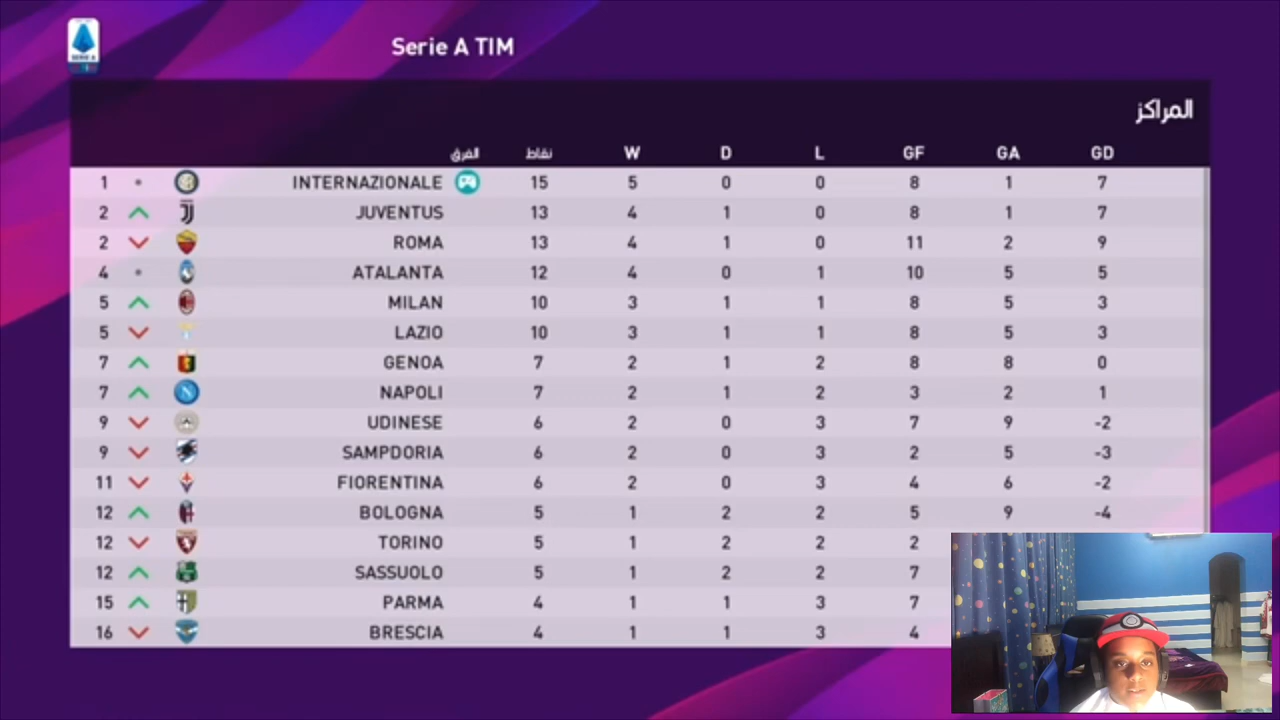 SERIE A
Serie A TIM
المراكز
الفرق نقاط W D L GF GA GD
1 INTERNAZIONALE 15 5 0 0 8 1 7
2 JUVENTUS 13 4 1 0 8 1 7
2 ROMA 13 4 1 0 11 2 9
4 ATALANTA 12 4 0 1 10 5 5
5 MILAN 10 3 1 1 8 5 3
5 LAZIO 10 3 1 1 8 5 3
7 GENOA 7 2 1 2 8 8 0
7 NAPOLI 7 2 1 2 3 2 1
9 UDINESE 6 2 0 3 7 9 -2
9 SAMPDORIA 6 2 0 3 2 5 -3
11 FIORENTINA 6 2 0 3 4 6 -2
12 BOLOGNA 5 1 2 2 5 9 -4
12 TORINO 5 1 2 2 2
12 SASSUOLO 5 1 2 2 7
15 PARMA 4 1 1 3 7
16 BRESCIA 4 1 1 3 4